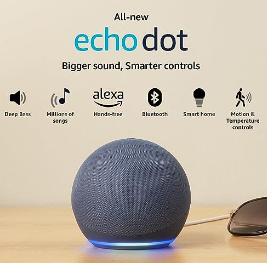 All-new
echo dot
Bigger sound, Smarter controls
alexa
Deep Bass
Millions of
songs
Hands-free
Bluetooth
Smart home
Motion &
Temperature
controls